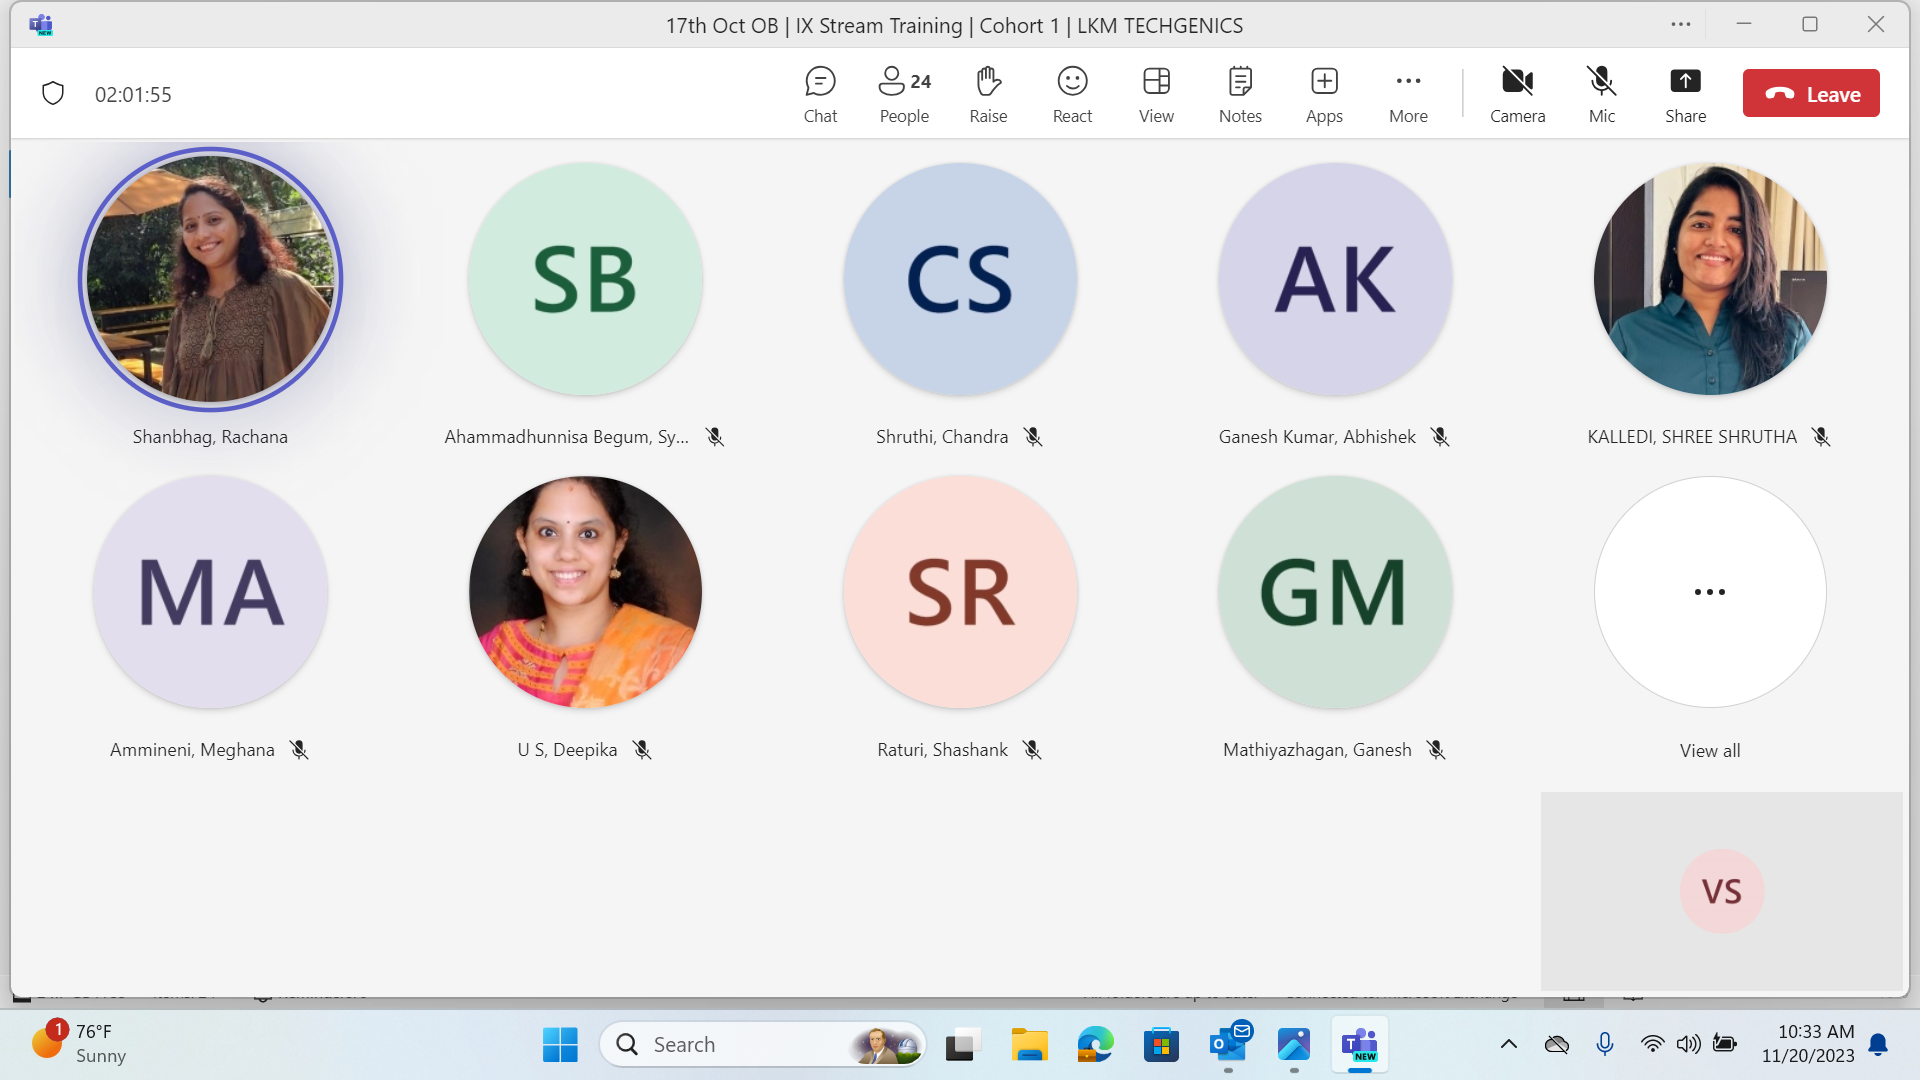 17th Oct OB | IX Stream Training | Cohort 1 | LKM TECHGENICS
02:01:55
Chat
24
People
Raise
React
View
Notes
Apps
More
Camera
Mic
Share
Leave
SB
CS
AK
Shanbhag, Rachana
Ahammadhunnisa Begum, Sy...
Shruthi, Chandra
Ganesh Kumar, Abhishek
KALLEDI, SHREE SHRUTHA
MA
SR
GM
Ammineni, Meghana
U S, Deepika
Raturi, Shashank
Mathiyazhagan, Ganesh
View all
VS
1
76°F
Sunny
Search
NEW
10:33 AM
11/20/2023